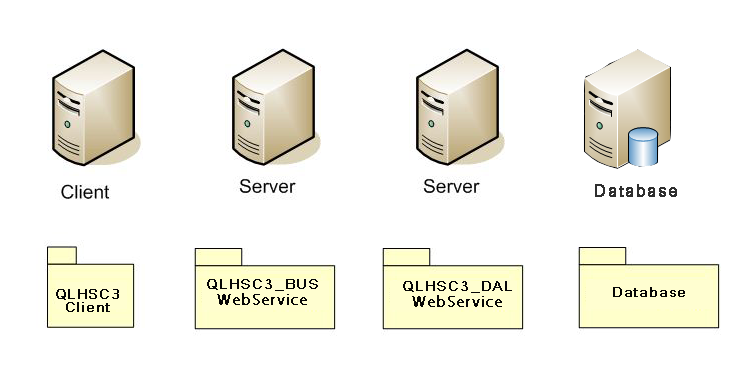 Client
Server
Server
Database
QLHSC3
Client
QLHSC3_BUS
WebService
QLHSC3_DAL
WebService
Database